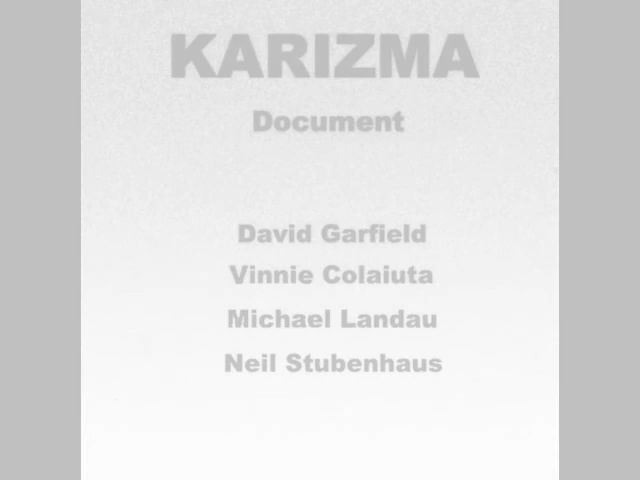 KARIZMA
Document
David Garfield
Vinnie Colaiuta
Michael Landau
Neil Stubenhaus